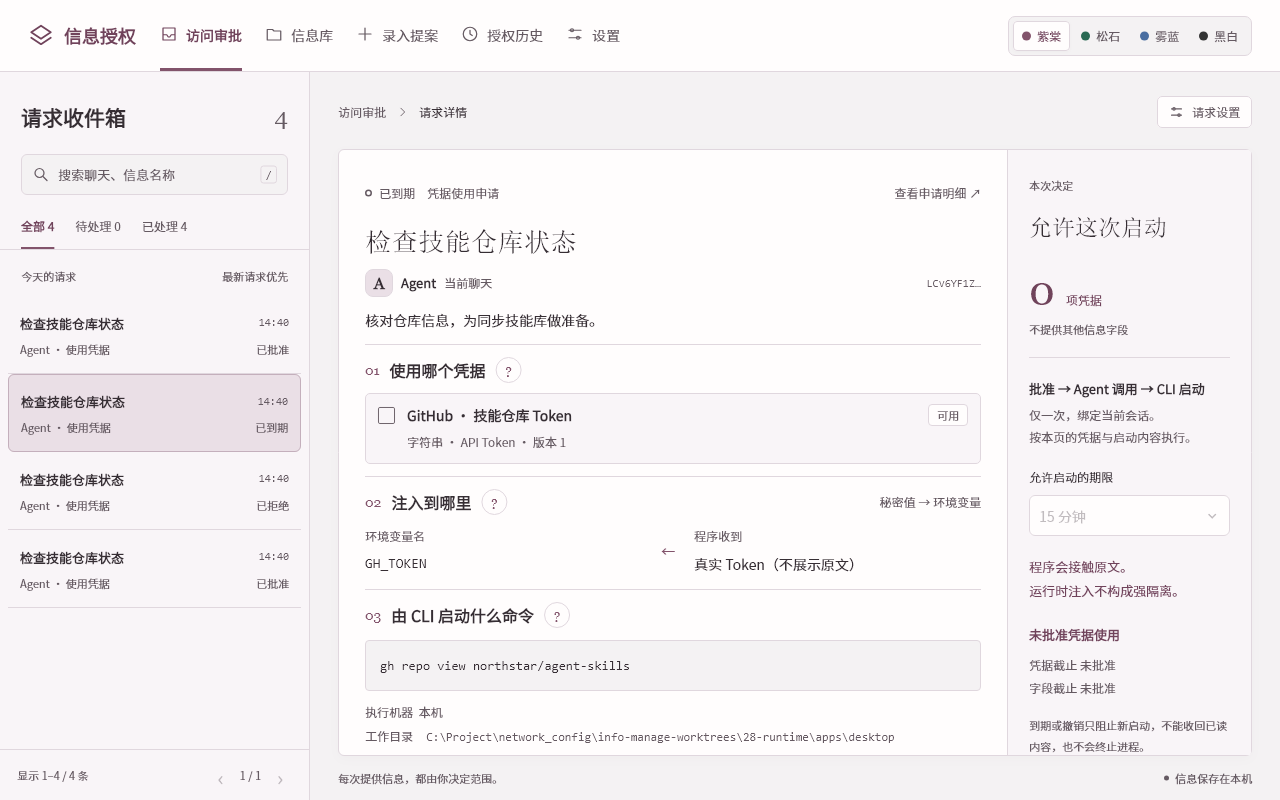 信息授权
访问审批
信息库
录入提案
授权历史
设置
紫棠
松石
雾蓝
黑白
请求收件箱
4
搜索聊天、信息名称
/
全部 4
待处理 0
已处理 4
今天的请求
最新请求优先
检查技能仓库状态
14:40
Agent · 使用凭据
已批准
检查技能仓库状态
14:40
Agent · 使用凭据
已到期
检查技能仓库状态
14:40
Agent · 使用凭据
已拒绝
检查技能仓库状态
14:40
Agent · 使用凭据
已批准
显示 1–4 / 4 条
‹ 1 / 1 ›
访问审批 > 请求详情
请求设置
已到期 凭据使用申请
查看申请明细 ↗
检查技能仓库状态
A Agent 当前聊天
LCv6YF1Z…
核对仓库信息，为同步技能库做准备。
01 使用哪个凭据 ?
GitHub · 技能仓库 Token
可用
字符串 · API Token · 版本 1
02 注入到哪里 ?
秘密值 → 环境变量
环境变量名
GH_TOKEN
←
程序收到
真实 Token（不展示原文）
03 由 CLI 启动什么命令 ?
gh repo view northstar/agent-skills
执行机器 本机
工作目录 C:\Project\network_config\info-manage-worktrees\28-runtime\apps\desktop
本次决定
允许这次启动
0 项凭据
不提供其他信息字段
批准 → Agent 调用 → CLI 启动
仅一次，绑定当前会话。
按本页的凭据与启动内容执行。
允许启动的期限
15 分钟
程序会接触原文。
运行时注入不构成强隔离。
未批准凭据使用
凭据截止 未批准
字段截止 未批准
到期或撤销只阻止新启动，不能收回已读
内容，也不会终止进程。
每次提供信息，都由你决定范围。
信息保存在本机